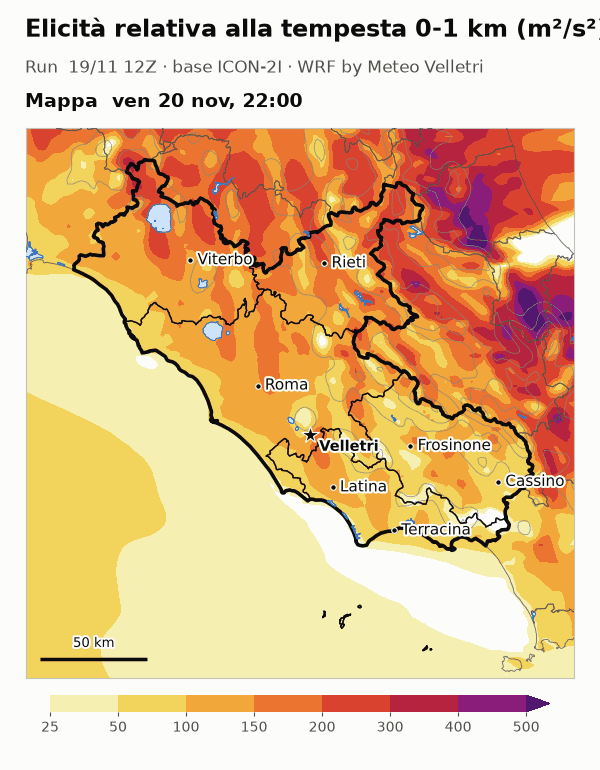 Elicità relativa alla tempesta 0-1 km (m²/s²)
Run 19/11 12Z · base ICON-2I · WRF by Meteo Velletri
Mappa ven 20 nov, 22:00
Viterbo
Rieti
Roma
Velletri
Frosinone
Latina
Cassino
Terracina
50 km
25 50 100 150 200 300 400 500